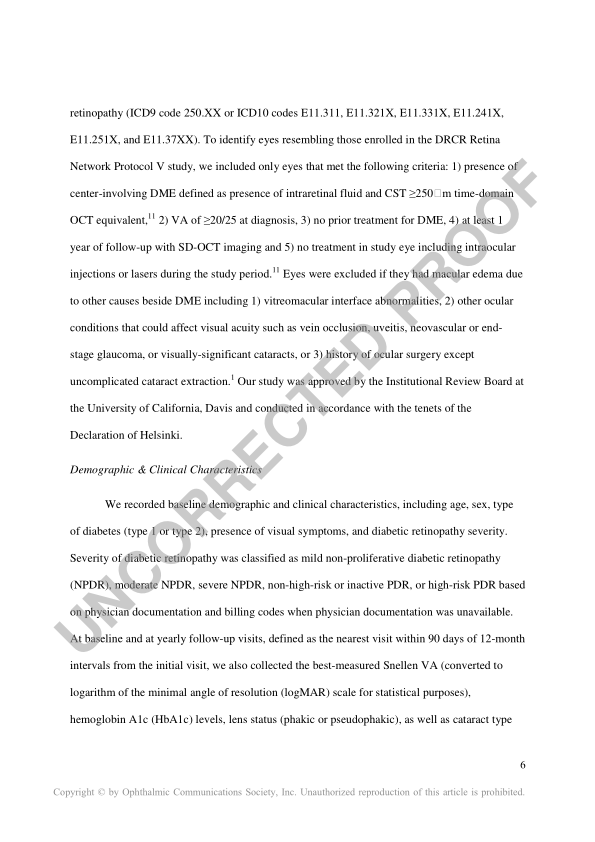 retinopathy (ICD9 code 250.XX or ICD10 codes E11.311, E11.321X, E11.331X, E11.241X,
E11.251X, and E11.37XX). To identify eyes resembling those enrolled in the DRCR Retina
Network Protocol V study, we included only eyes that met the following criteria: 1) presence of
center-involving DME defined as presence of intraretinal fluid and CST ≥250□m time-domain
OCT equivalent,11 2) VA of ≥20/25 at diagnosis, 3) no prior treatment for DME, 4) at least 1
year of follow-up with SD-OCT imaging and 5) no treatment in study eye including intraocular
injections or lasers during the study period.11 Eyes were excluded if they had macular edema due
to other causes beside DME including 1) vitreomacular interface abnormalities, 2) other ocular
conditions that could affect visual acuity such as vein occlusion, uveitis, neovascular or end-
stage glaucoma, or visually-significant cataracts, or 3) history of ocular surgery except
uncomplicated cataract extraction.1 Our study was approved by the Institutional Review Board at
the University of California, Davis and conducted in accordance with the tenets of the
Declaration of Helsinki.
Demographic & Clinical Characteristics
We recorded baseline demographic and clinical characteristics, including age, sex, type
of diabetes (type 1 or type 2), presence of visual symptoms, and diabetic retinopathy severity.
Severity of diabetic retinopathy was classified as mild non-proliferative diabetic retinopathy
(NPDR), moderate NPDR, severe NPDR, non-high-risk or inactive PDR, or high-risk PDR based
on physician documentation and billing codes when physician documentation was unavailable.
At baseline and at yearly follow-up visits, defined as the nearest visit within 90 days of 12-month
intervals from the initial visit, we also collected the best-measured Snellen VA (converted to
logarithm of the minimal angle of resolution (logMAR) scale for statistical purposes),
hemoglobin A1c (HbA1c) levels, lens status (phakic or pseudophakic), as well as cataract type
6
Copyright © by Ophthalmic Communications Society, Inc. Unauthorized reproduction of this article is prohibited.
UNCORRECTED PROOF